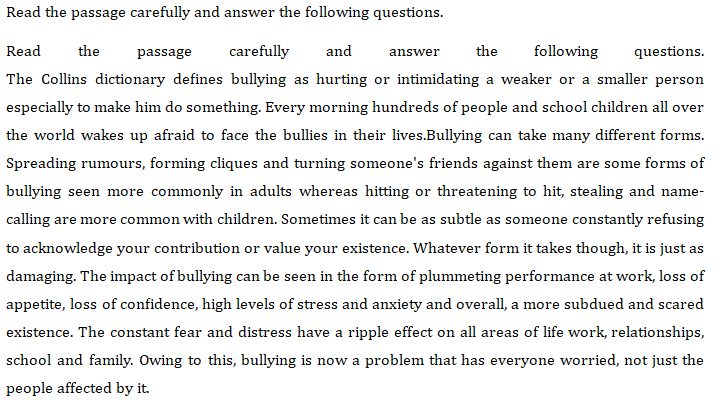 Read the passage carefully and answer the following questions.
Read the passage carefully and answer the following questions.
The Collins dictionary defines bullying as hurting or intimidating a weaker or a smaller person
especially to make him do something. Every morning hundreds of people and school children all over
the world wakes up afraid to face the bullies in their lives.Bullying can take many different forms.
Spreading rumours, forming cliques and turning someone's friends against them are some forms of
bullying seen more commonly in adults whereas hitting or threatening to hit, stealing and name-
calling are more common with children. Sometimes it can be as subtle as someone constantly refusing
to acknowledge your contribution or value your existence. Whatever form it takes though, it is just as
damaging. The impact of bullying can be seen in the form of plummeting performance at work, loss of
appetite, loss of confidence, high levels of stress and anxiety and overall, a more subdued and scared
existence. The constant fear and distress have a ripple effect on all areas of life work, relationships,
school and family. Owing to this, bullying is now a problem that has everyone worried, not just the
people affected by it.